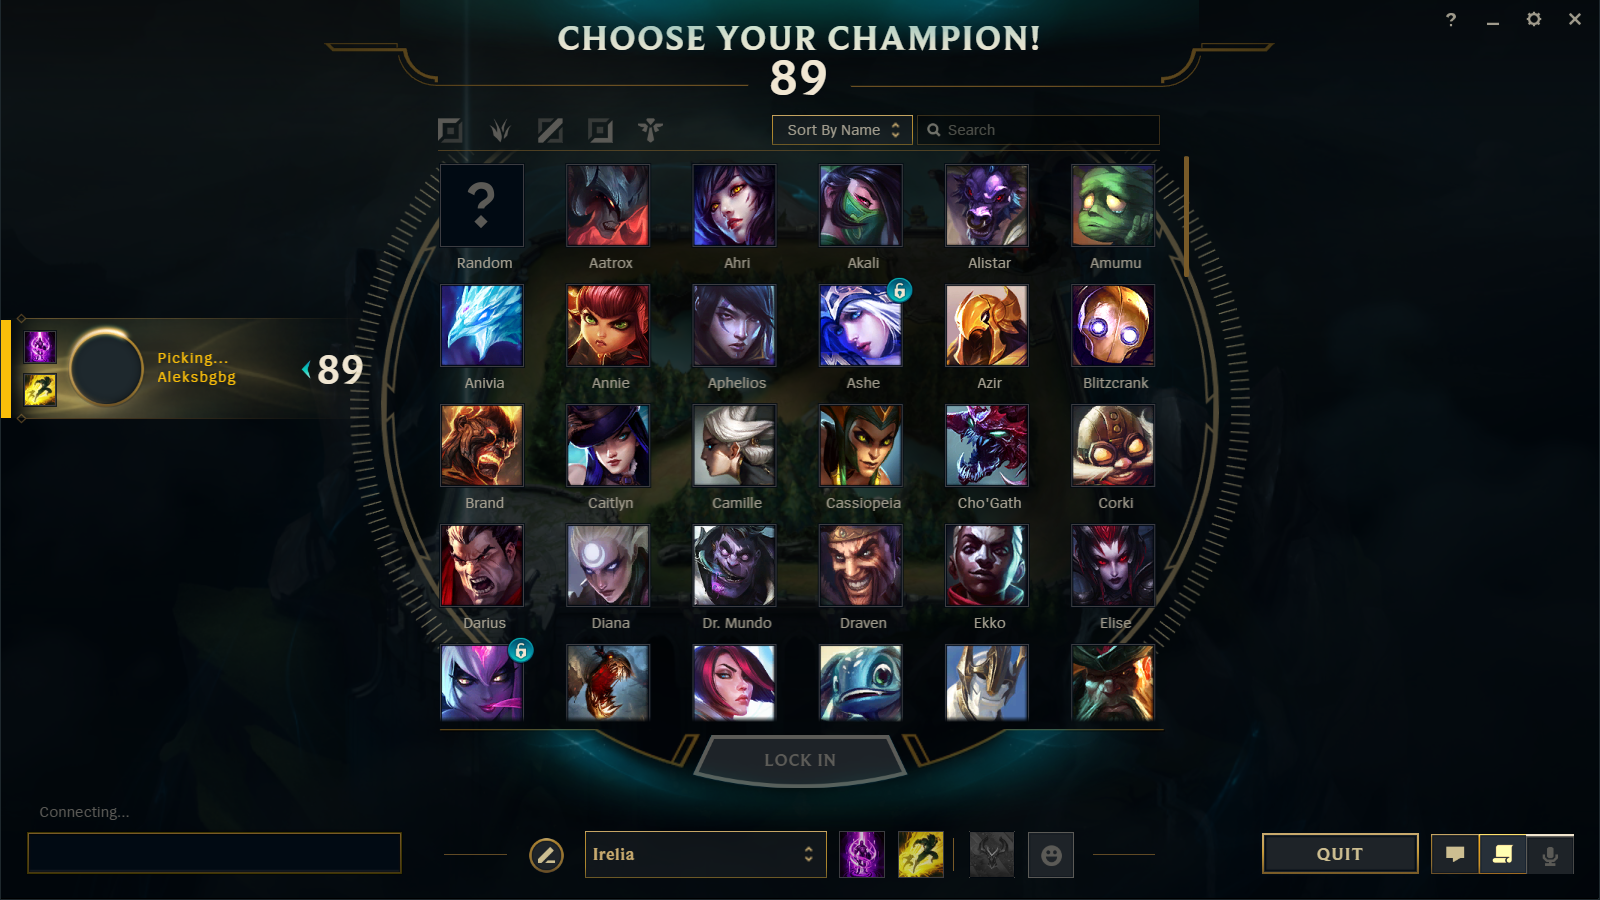 ?
CHOOSE YOUR CHAMPION!
89
Sort By Name
Search
?
Random
Aatrox
Ahri
Akali
Alistar
Amumu
Anivia
Annie
Aphelios
Ashe
Azir
Blitzcrank
Picking...
Aleksbgbg
89
Brand
Caitlyn
Camille
Cassiopeia
Cho'Gath
Corki
Darius
Diana
Dr. Mundo
Draven
Ekko
Elise
LOCK IN
Connecting...
Irelia
QUIT